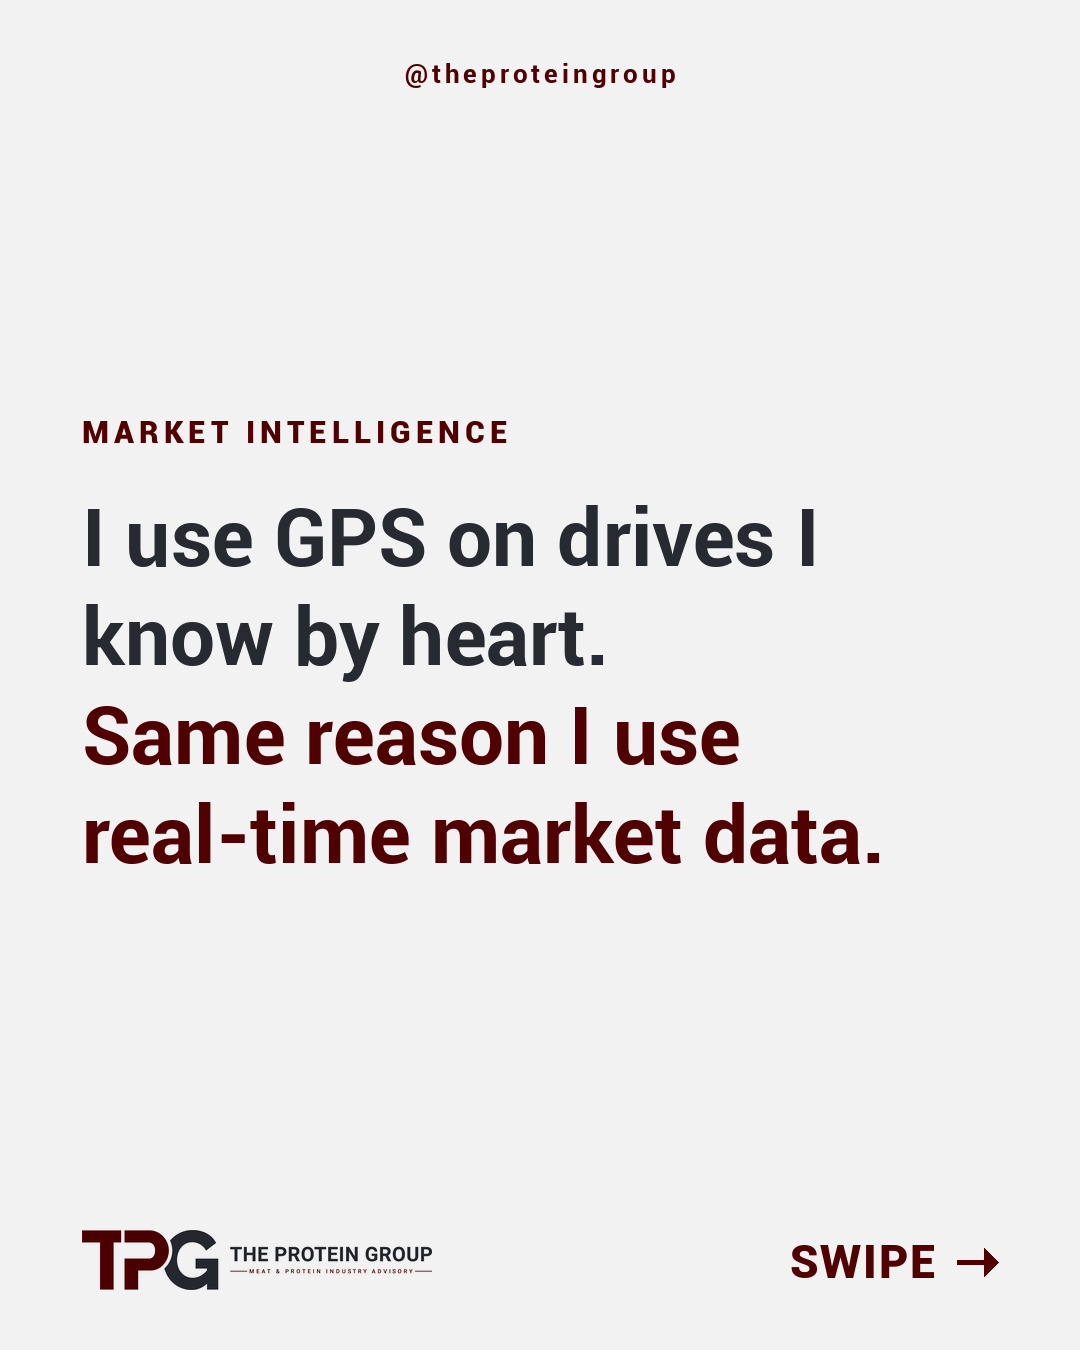 @theproteingroup
MARKET INTELLIGENCE
I use GPS on drives I
know by heart.
Same reason I use
real-time market data.
TPG
THE PROTEIN GROUP
MEAT & PROTEIN INDUSTRY ADVISORY
SWIPE →